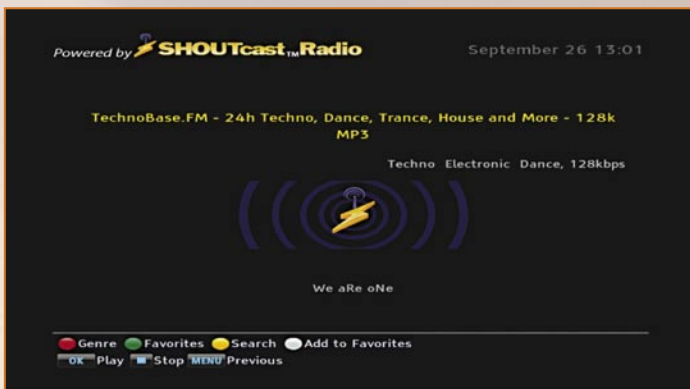 Powered by SHOUTcast™Radio
September 26 13:01
TechnoBase.FM - 24h Techno, Dance, Trance, House and More - 128k
MP3
Techno Electronic Dance, 128kbps
We aRe oNe
Genre Favorites Search Add to Favorites
OK Play Stop MENU Previous